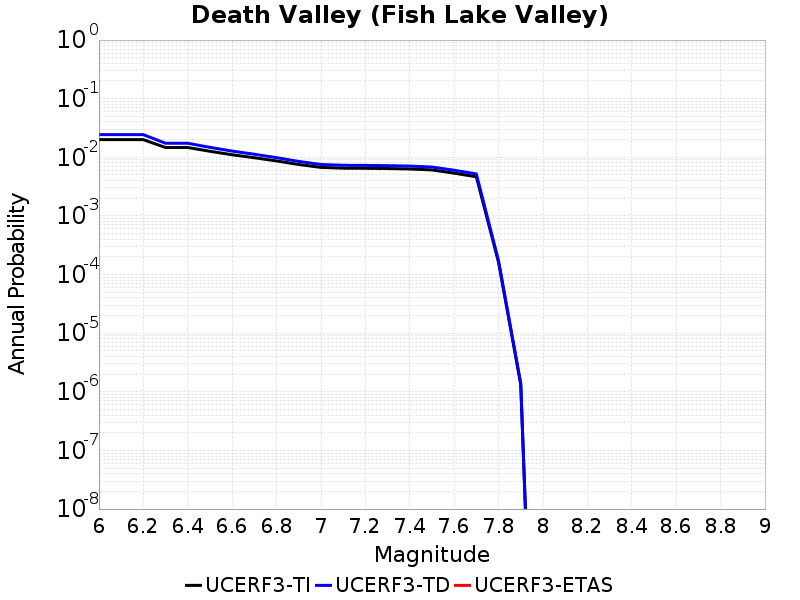 Death Valley (Fish Lake Valley)
10^0
10^-1
10^-2
10^-3
10^-4
10^-5
10^-6
10^-7
10^-8
Annual Probability
6 6.2 6.4 6.6 6.8 7 7.2 7.4 7.6 7.8 8 8.2 8.4 8.6 8.8 9
Magnitude
UCERF3-TI UCERF3-TD UCERF3-ETAS